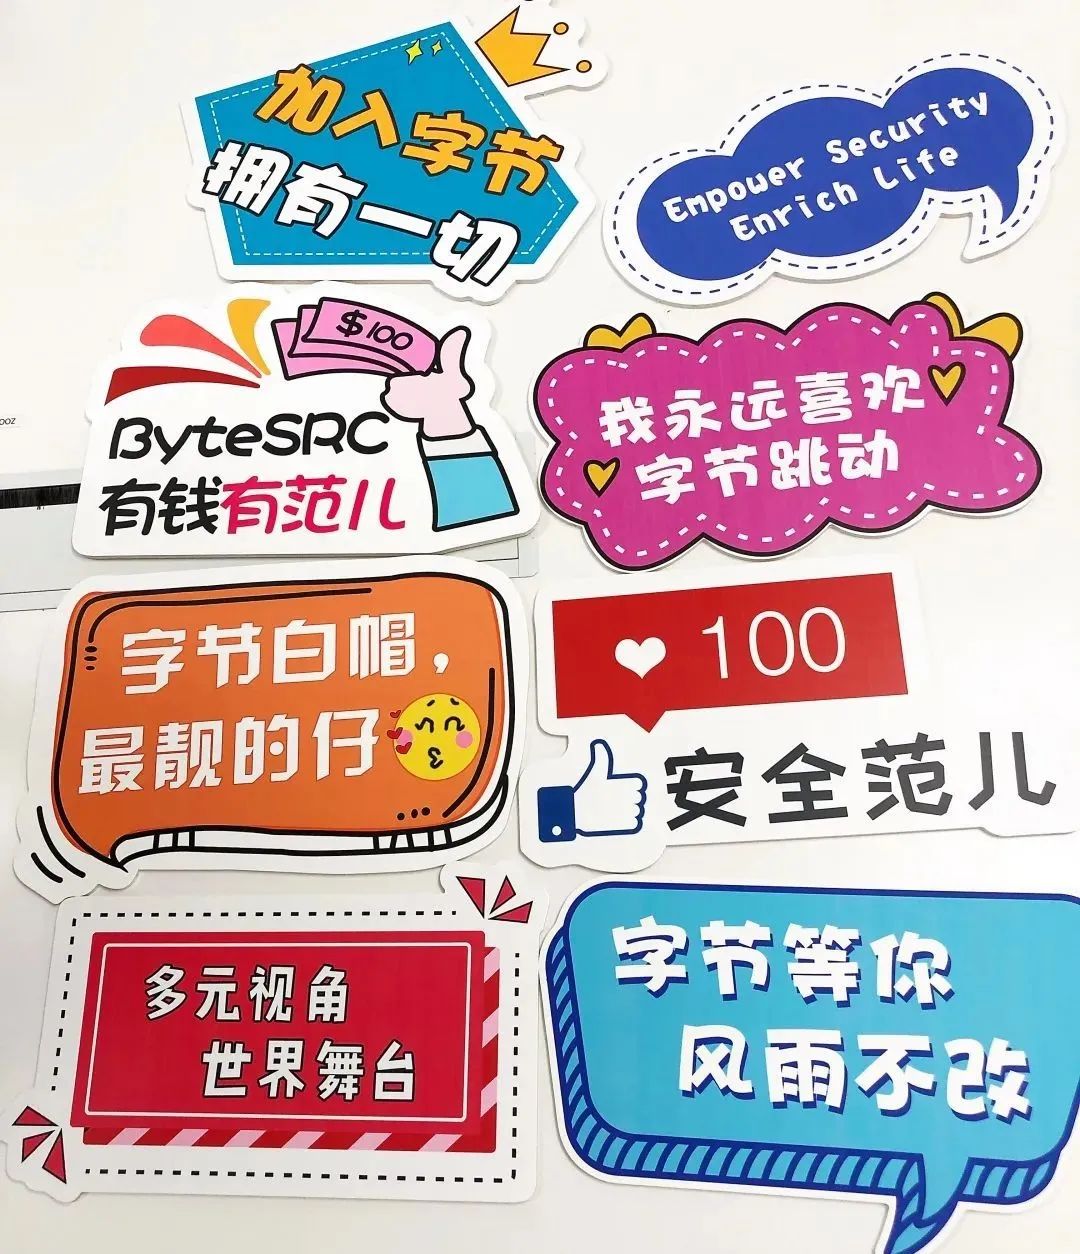 加入字节
拥有一切
Empower Security
Enrich Life
$100
ByteSRC
有钱有范儿
我永远喜欢
字节跳动
字节白帽，
最靓的仔
100
安全范儿
多元视角
世界舞台
字节等你
风雨不改